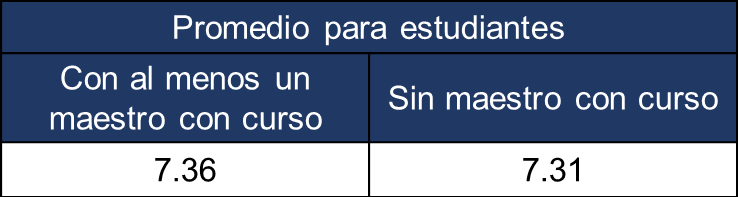 Promedio para estudiantes
Con al menos un
maestro con curso
Sin maestro con curso
7.36
7.31